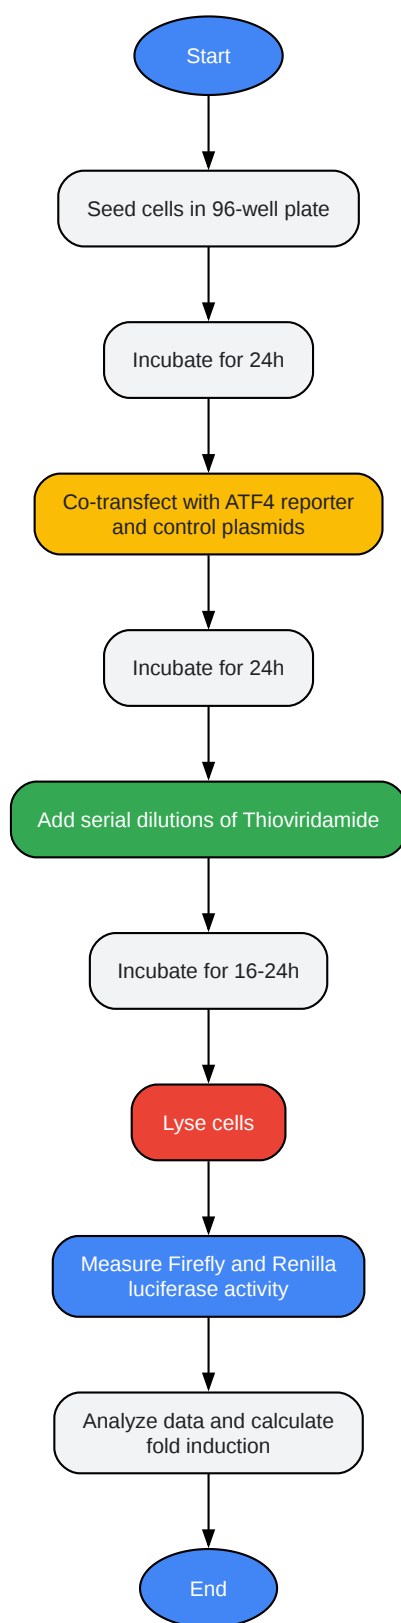 Start
Seed cells in 96-well plate
Incubate for 24h
Co-transfect with ATF4 reporter
and control plasmids
Incubate for 24h
Add serial dilutions of Thioviridamide
Incubate for 16-24h
Lyse cells
Measure Firefly and Renilla
luciferase activity
Analyze data and calculate
fold induction
End